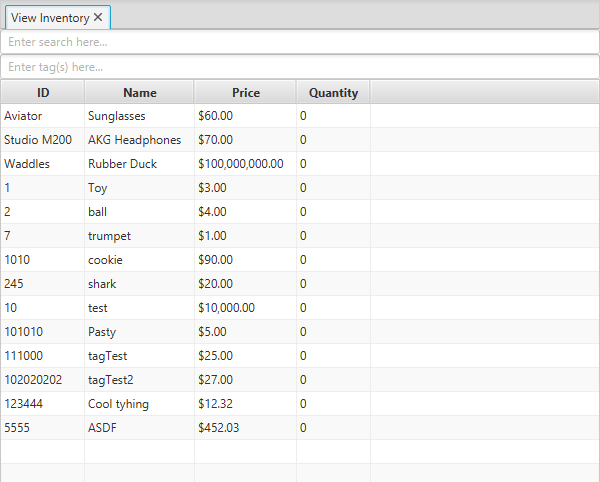 View Inventory ✕
Enter search here...
Enter tag(s) here...
ID Name Price Quantity
Aviator Sunglasses $60.00 0
Studio M200 AKG Headphones $70.00 0
Waddles Rubber Duck $100,000,000.00 0
1 Toy $3.00 0
2 ball $4.00 0
7 trumpet $1.00 0
1010 cookie $90.00 0
245 shark $20.00 0
10 test $10,000.00 0
101010 Pasty $5.00 0
111000 tagTest $25.00 0
102020202 tagTest2 $27.00 0
123444 Cool tyhing $12.32 0
5555 ASDF $452.03 0